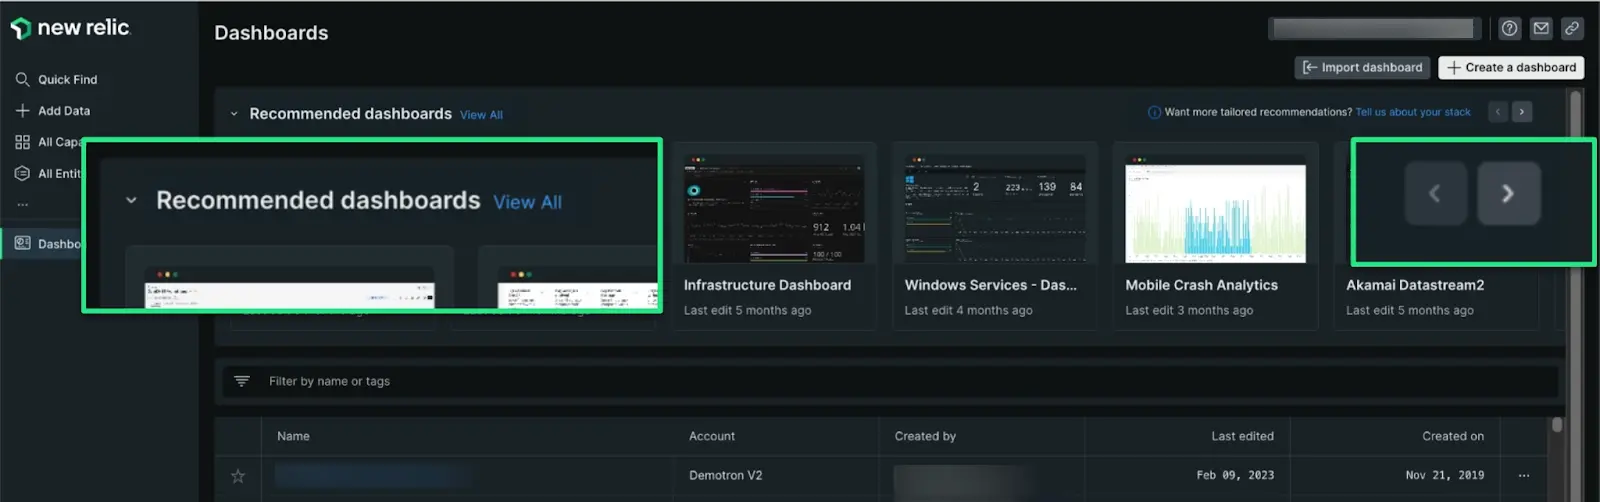 new relic
Dashboards
Quick Find
Add Data
All Capa
All Entit
...
Dashbo
Import dashboard
+ Create a dashboard
Recommended dashboards View All
Want more tailored recommendations? Tell us about your stack
Recommended dashboards View All
912 1.04
100 / 100
2 223... 139 84
Infrastructure Dashboard
Last edit 5 months ago
Windows Services - Das...
Last edit 4 months ago
Mobile Crash Analytics
Last edit 3 months ago
Akamai Datastream2
Last edit 5 months ago
Filter by name or tags
Name Account Created by Last edited Created on
Demotron V2 Feb 09, 2023 Nov 21, 2019 ...